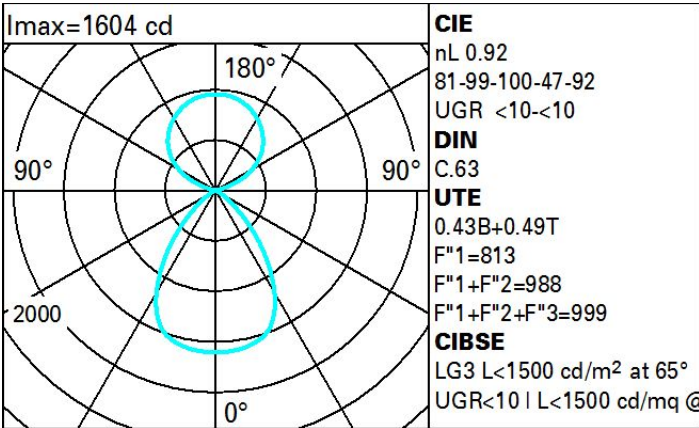 Imax=1604 cd
180°
90°
90°
2000
0°
CIE
nL 0.92
81-99-100-47-92
UGR <10-<10
DIN
C.63
UTE
0.43B+0.49T
F"1=813
F"1+F"2=988
F"1+F"2+F"3=999
CIBSE
LG3 L<1500 cd/m² at 65°
UGR<10 | L<1500 cd/mq @